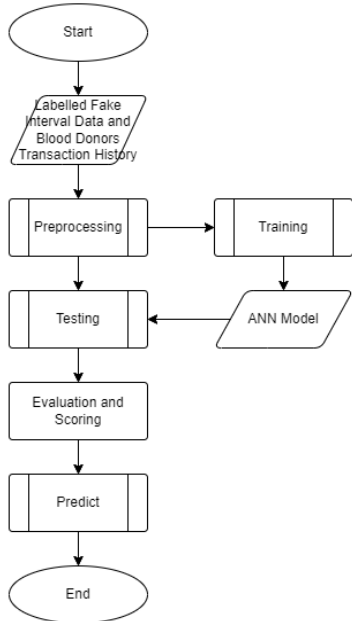 Start
Labelled Fake
Interval Data and
Blood Donors
Transaction History
Preprocessing
Training
Testing
ANN Model
Evaluation and
Scoring
Predict
End